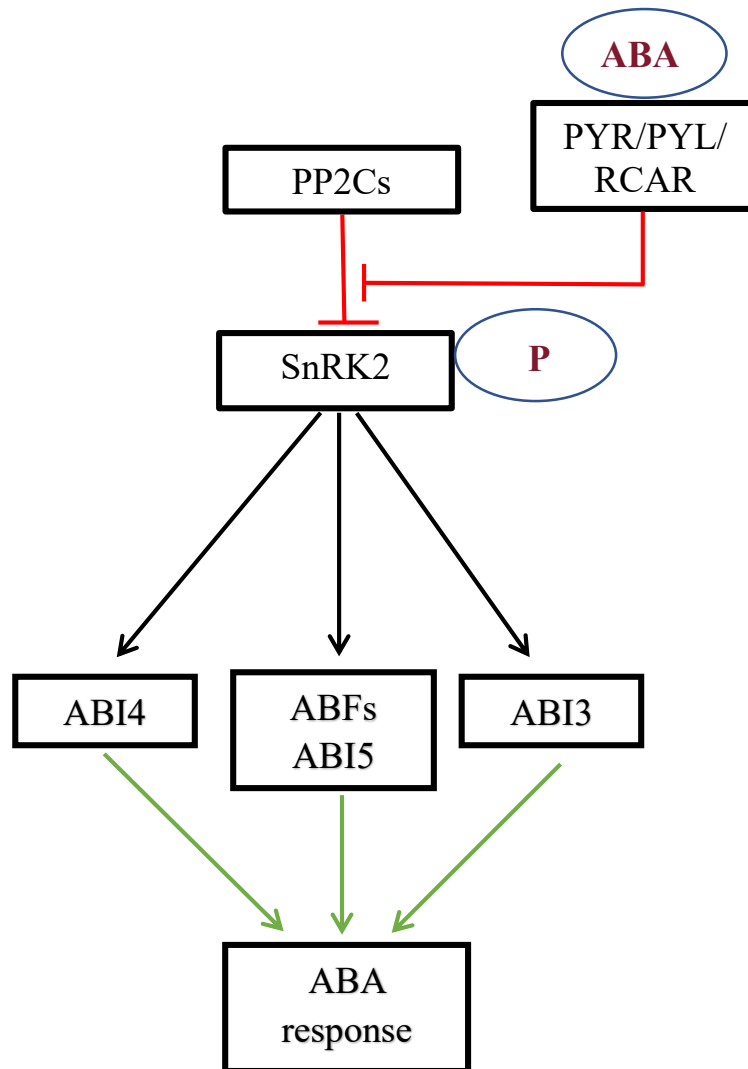 ABA
PYR/PYL/
RCAR
PP2Cs
SnRK2
P
ABI4
ABFs
ABI5
ABI3
ABA
response